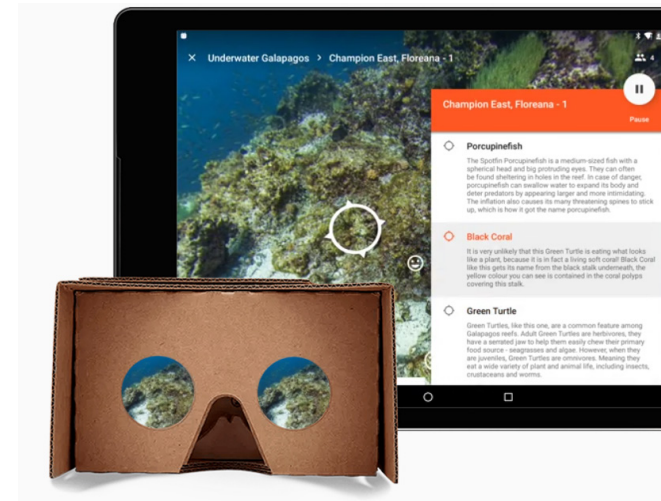 Underwater Galapagos > Champion East, Floreana - 1
4
Champion East, Floreana - 1
Pause
Porcupinefish
The Spotfin Porcupinefish is a medium-sized fish with a
spherical head and big protruding eyes. They can often
be found sheltering in holes in the reef. In case of danger,
porcupinefish can swallow water to expand its body and
deter predators by appearing larger and more intimidating.
The inflation also causes its many threatening spines to stick
up, which is how it got the name porcupinefish.
Black Coral
It is very unlikely that this Green Turtle is eating what looks
like a plant, because it is in fact a living soft coral! Black Coral
like this gets its name from the black stalk underneath, the
yellow colour you can see is contained in the coral polyps
covering this stalk.
Green Turtle
Green Turtles, like this one, are a common feature among
Galapagos reefs. Adult Green Turtles are herbivores, they
have a serrated jaw to help them easily chew their primary
food source - seagrasses and algae. However, when they
are juveniles, Green Turtles are omnivores. Meaning they
eat a wide variety of plant and animal life, including insects,
crustaceans and worms.